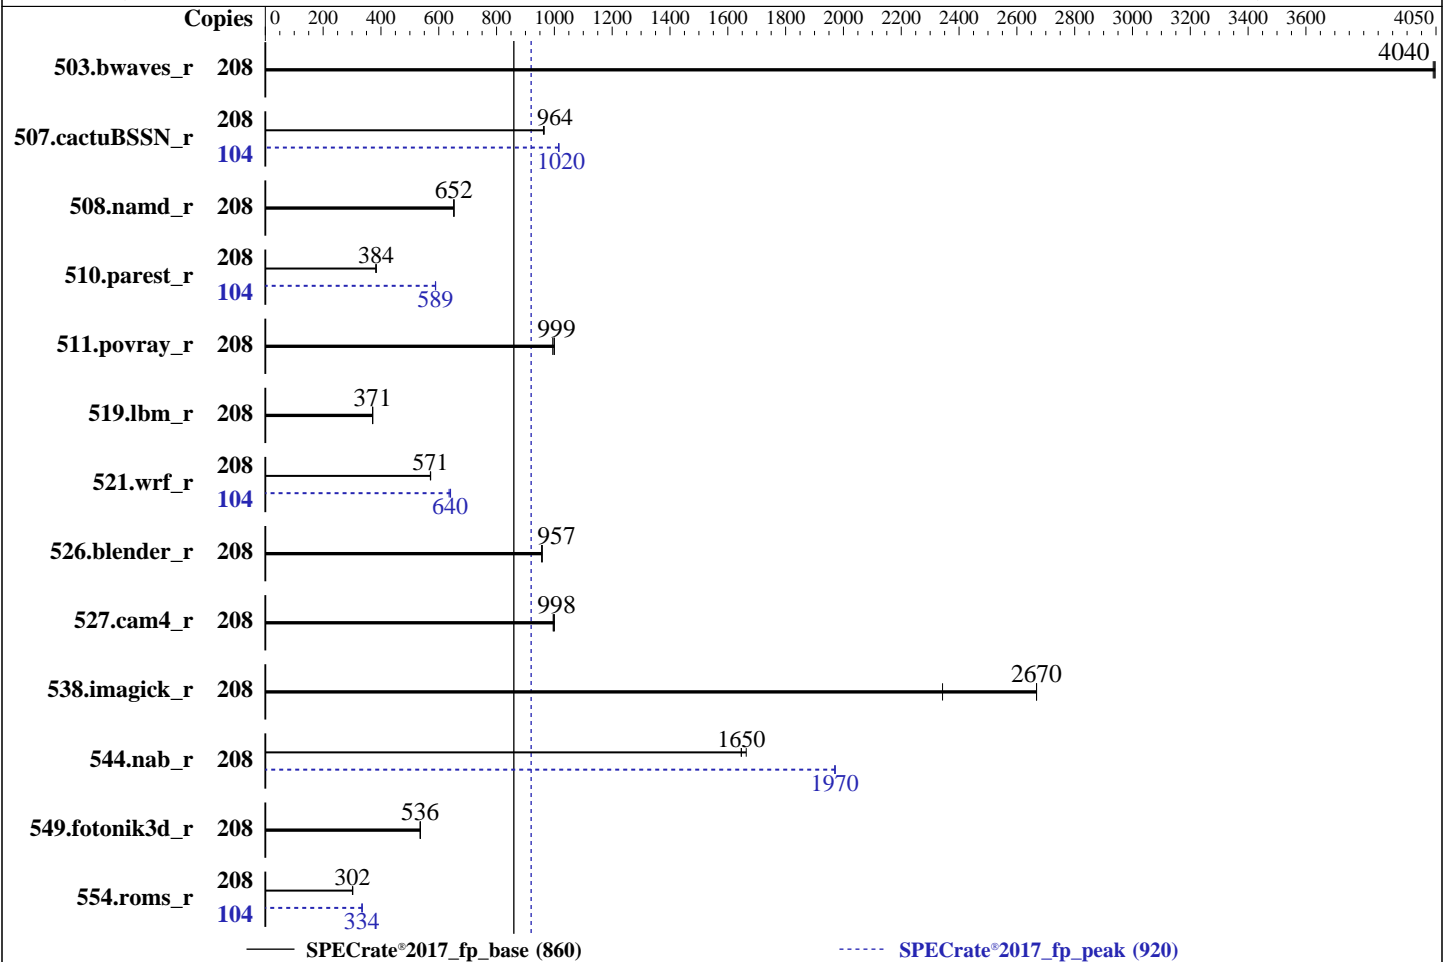 Copies 0 200 400 600 800 1000 1200 1400 1600 1800 2000 2200 2400 2600 2800 3000 3200 3400 3600 4050
4040
503.bwaves_r 208
208 964
507.cactuBSSN_r
104 1020
652
508.namd_r 208
208 384
510.parest_r
104 589
999
511.povray_r 208
371
519.lbm_r 208
208 571
521.wrf_r
104 640
957
526.blender_r 208
998
527.cam4_r 208
2670
538.imagick_r 208
1650
544.nab_r 208
1970
536
549.fotonik3d_r 208
208 302
554.roms_r
104 334
SPECrate®2017_fp_base (860) SPECrate®2017_fp_peak (920)